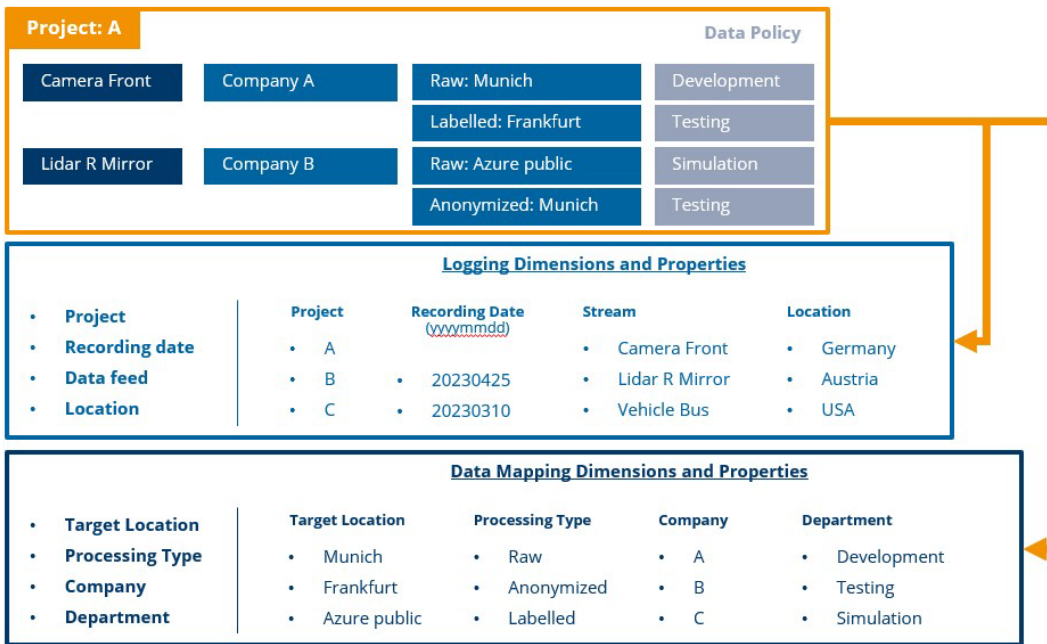 Project: A
Data Policy
Camera Front Company A Raw: Munich Development
Labelled: Frankfurt Testing
Lidar R Mirror Company B Raw: Azure public Simulation
Anonymized: Munich Testing
Logging Dimensions and Properties
• Project
• Recording date
• Data feed
• Location
Project Recording Date Stream Location
(yyyymmdd)
• A • Camera Front • Germany
• B • 20230425 • Lidar R Mirror • Austria
• C • 20230310 • Vehicle Bus • USA
Data Mapping Dimensions and Properties
• Target Location
• Processing Type
• Company
• Department
Target Location Processing Type Company Department
• Munich • Raw • A • Development
• Frankfurt • Anonymized • B • Testing
• Azure public • Labelled • C • Simulation